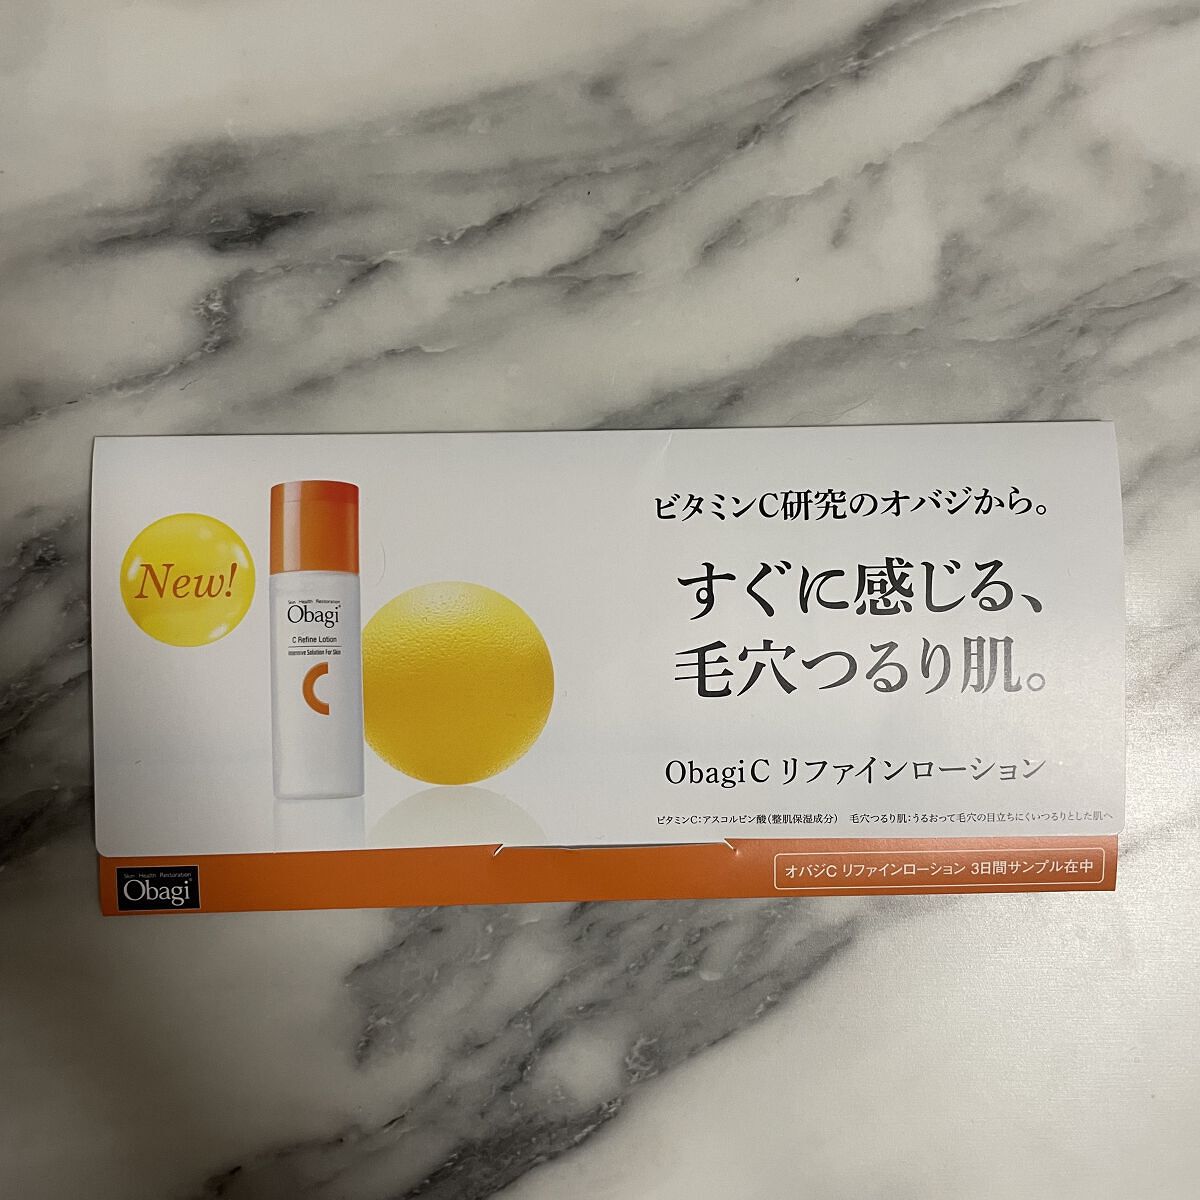 New!
Skin Health Restoration
Obagi
C Refine Lotion
Intensive Solution For Skin
C
ビタミンC研究のオバジから。
すぐに感じる、
毛穴つるり肌。
ObagiC リファインローション
ビタミンC:アスコルビン酸(整肌保湿成分) 毛穴つるり肌:うるおって毛穴の目立ちにくいつるりとした肌へ
Skin Health Restoration
Obagi
オバジC リファインローション 3日間サンプル在中